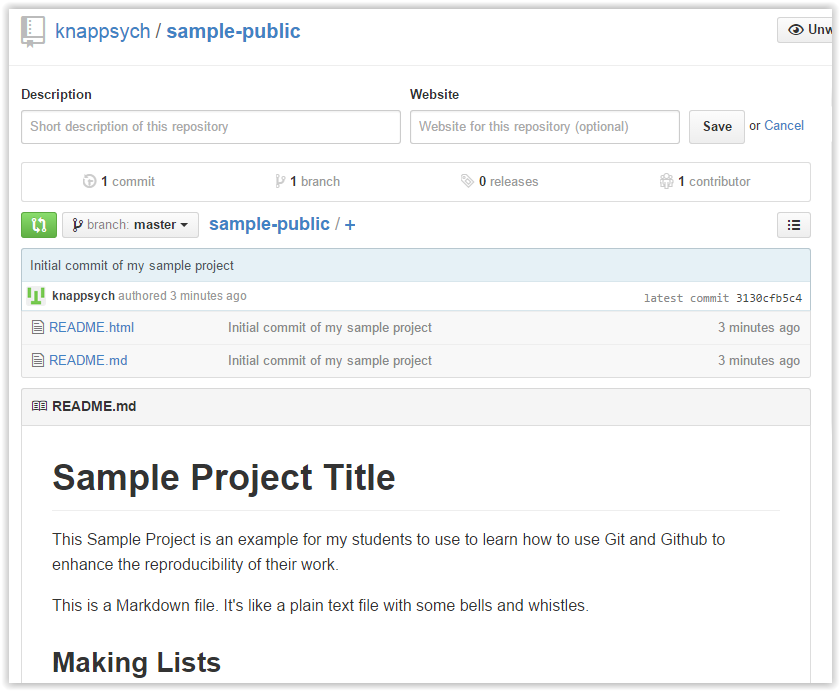 knappsych / sample-public
Unw
Description
Website
Short description of this repository
Website for this repository (optional)
Save or Cancel
1 commit
1 branch
0 releases
1 contributor
branch: master
sample-public / +
Initial commit of my sample project
knappsych authored 3 minutes ago
latest commit 3130cfb5c4
README.html Initial commit of my sample project 3 minutes ago
README.md Initial commit of my sample project 3 minutes ago
README.md
Sample Project Title
This Sample Project is an example for my students to use to learn how to use Git and Github to
enhance the reproducibility of their work.
This is a Markdown file. It's like a plain text file with some bells and whistles.
Making Lists